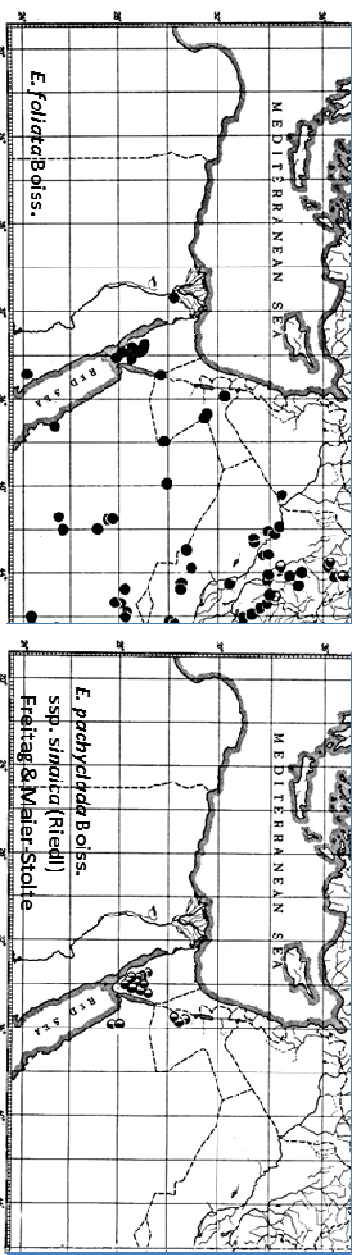 MEDITERRANEAN SEA
RED SEA
E. foliata Boiss.
MEDITERRANEAN SEA
RED SEA
E. pachyclada Boiss.
ssp. sinaica (Riedl)
Freitag & Maier-Stolte